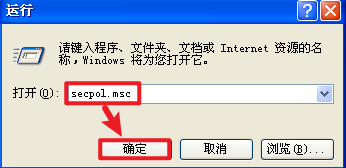 运行
请键入程序、文件夹、文档或 Internet 资源的名
称,Windows 将为您打开它。
打开(O): secpol.msc
确定 取消 浏览(B)...